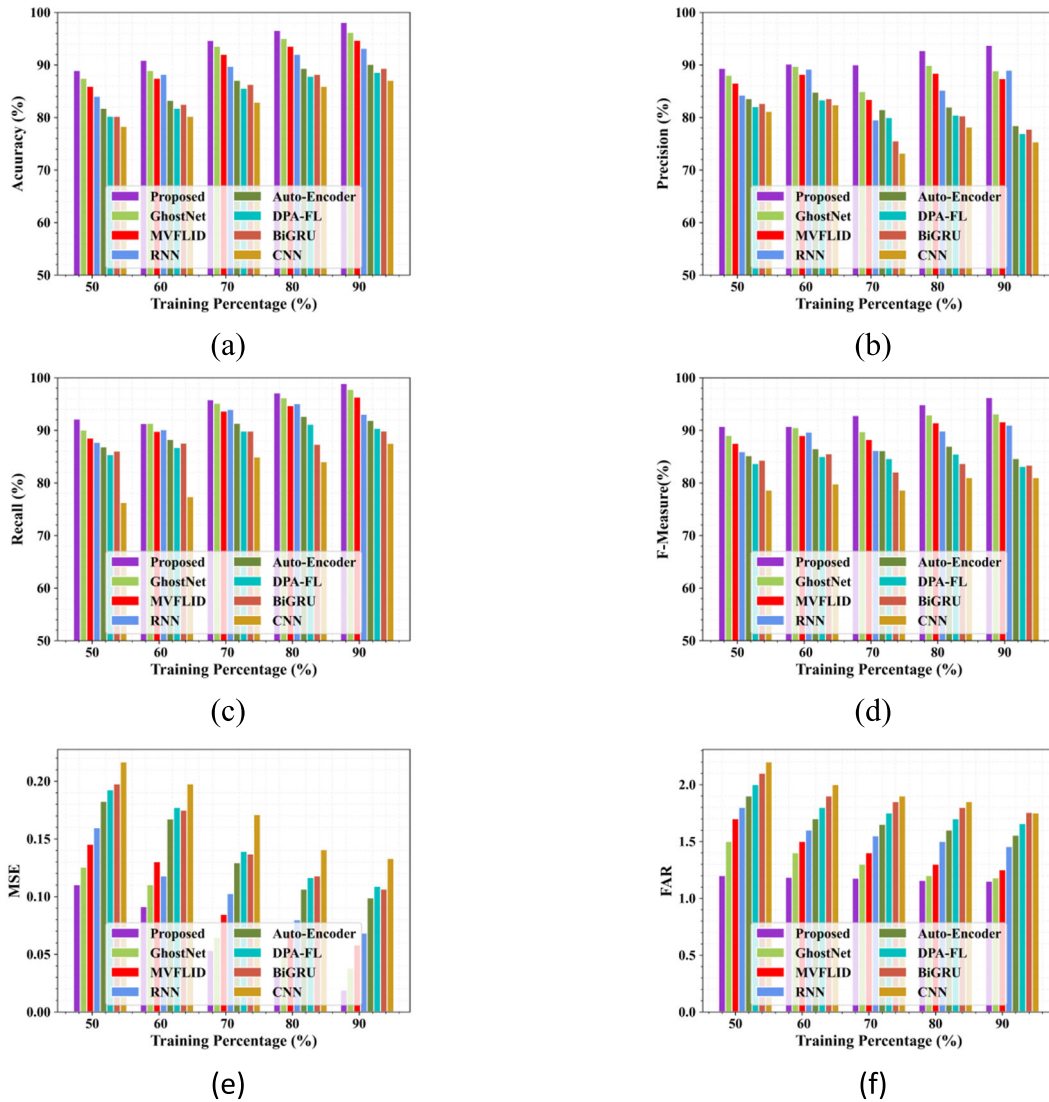 100
90
80
70
60
50
Acuuracy (%)
Proposed Auto-Encoder
GhostNet DPA-FL
MVFLID BiGRU
RNN CNN
50 60 70 80 90
Training Percentage (%)
(a)
100
90
80
70
60
50
Precision (%)
Proposed Auto-Encoder
GhostNet DPA-FL
MVFLID BiGRU
RNN CNN
50 60 70 80 90
Training Percentage (%)
(b)
100
90
80
70
60
50
Recall (%)
Proposed Auto-Encoder
GhostNet DPA-FL
MVFLID BiGRU
RNN CNN
50 60 70 80 90
Training Percentage (%)
(c)
100
90
80
70
60
50
F-Measure(%)
Proposed Auto-Encoder
GhostNet DPA-FL
MVFLID BiGRU
RNN CNN
50 60 70 80 90
Training Percentage (%)
(d)
0.20
0.15
0.10
0.05
0.00
MSE
Proposed Auto-Encoder
GhostNet DPA-FL
MVFLID BiGRU
RNN CNN
50 60 70 80 90
Training Percentage (%)
(e)
2.0
1.5
1.0
0.5
0.0
FAR
Proposed Auto-Encoder
GhostNet DPA-FL
MVFLID BiGRU
RNN CNN
50 60 70 80 90
Training Percentage (%)
(f)